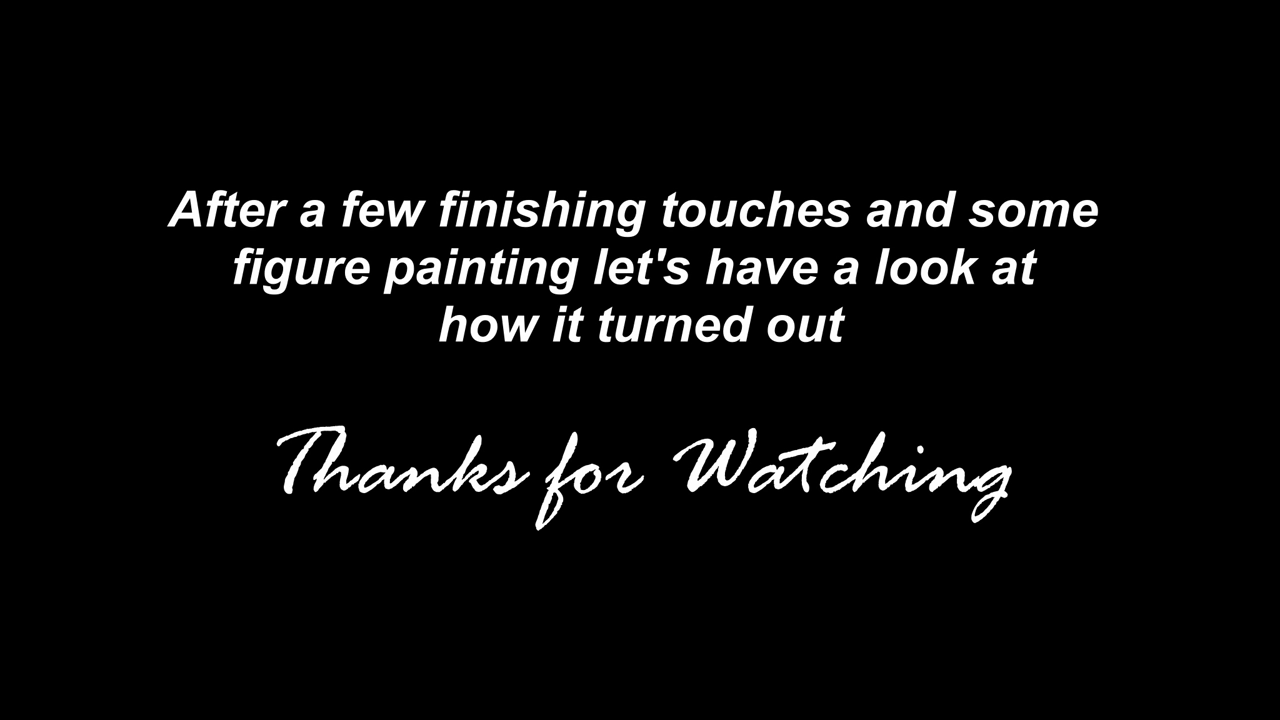 After a few finishing touches and some
figure painting let's have a look at
how it turned out
Thanks for Watching